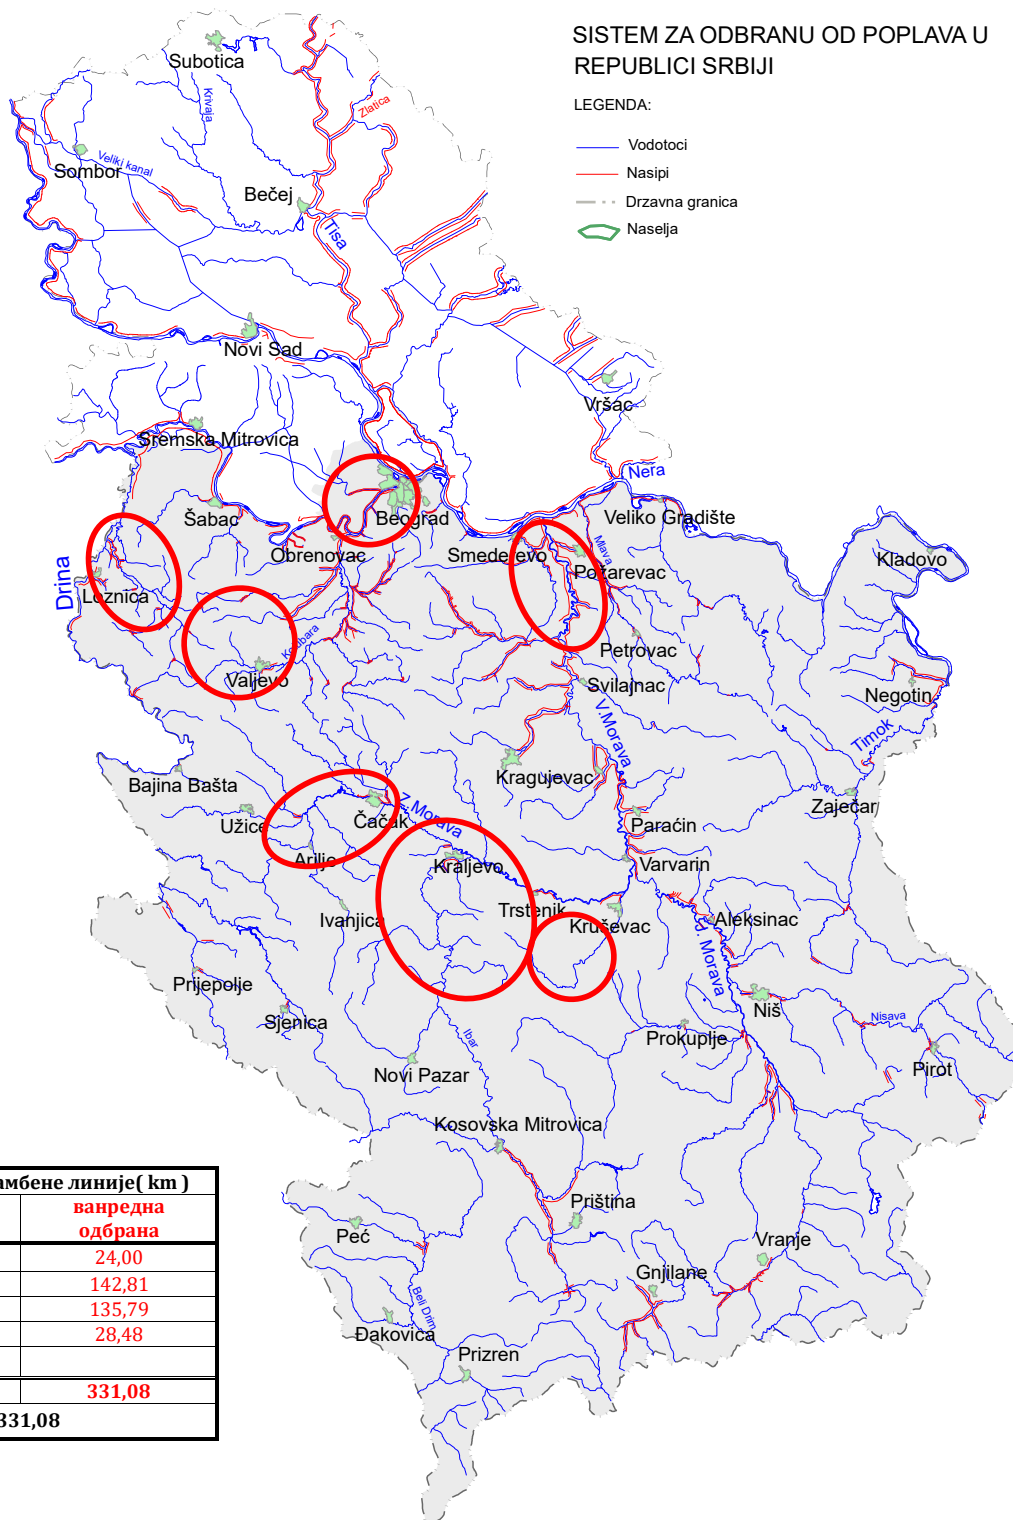 SISTEM ZA ODBRANU OD POPLAVA U
REPUBLICI SRBIJI
LEGENDA:
Vodotoci
Nasipi
Drzavna granica
Naselja
Subotica
Krivaja
Zlatica
Sombor
Veliki kanal
Bečej
Tisa
Novi Sad
Vršac
Sremska Mitrovica
Nera
Šabac
Beograd
Veliko Gradište
Obrenovac
Smederevo
Mlava
Požarevac
Kladovo
Drina
Loznica
Kolubara
Petrovac
Valjevo
Svilajnac
Negotin
V.Morava
Timok
Bajina Bašta
Kragujevac
Zaječar
Užice
Čačak
Z.Morava
Paraćin
Arilje
Kraljevo
Varvarin
Ivanjica
Trstenik
Kruševac
Aleksinac
J. Morava
Prijepolje
Sjenica
Niš
Nisava
Ibar
Prokuplje
Pirot
Novi Pazar
Kosovska Mitrovica
Priština
Peć
Vranje
Gnjilane
Beli Drim
Đakovica
Prizren
амбене линије( km )
ванредна
одбрана
24,00
142,81
135,79
28,48
331,08
331,08